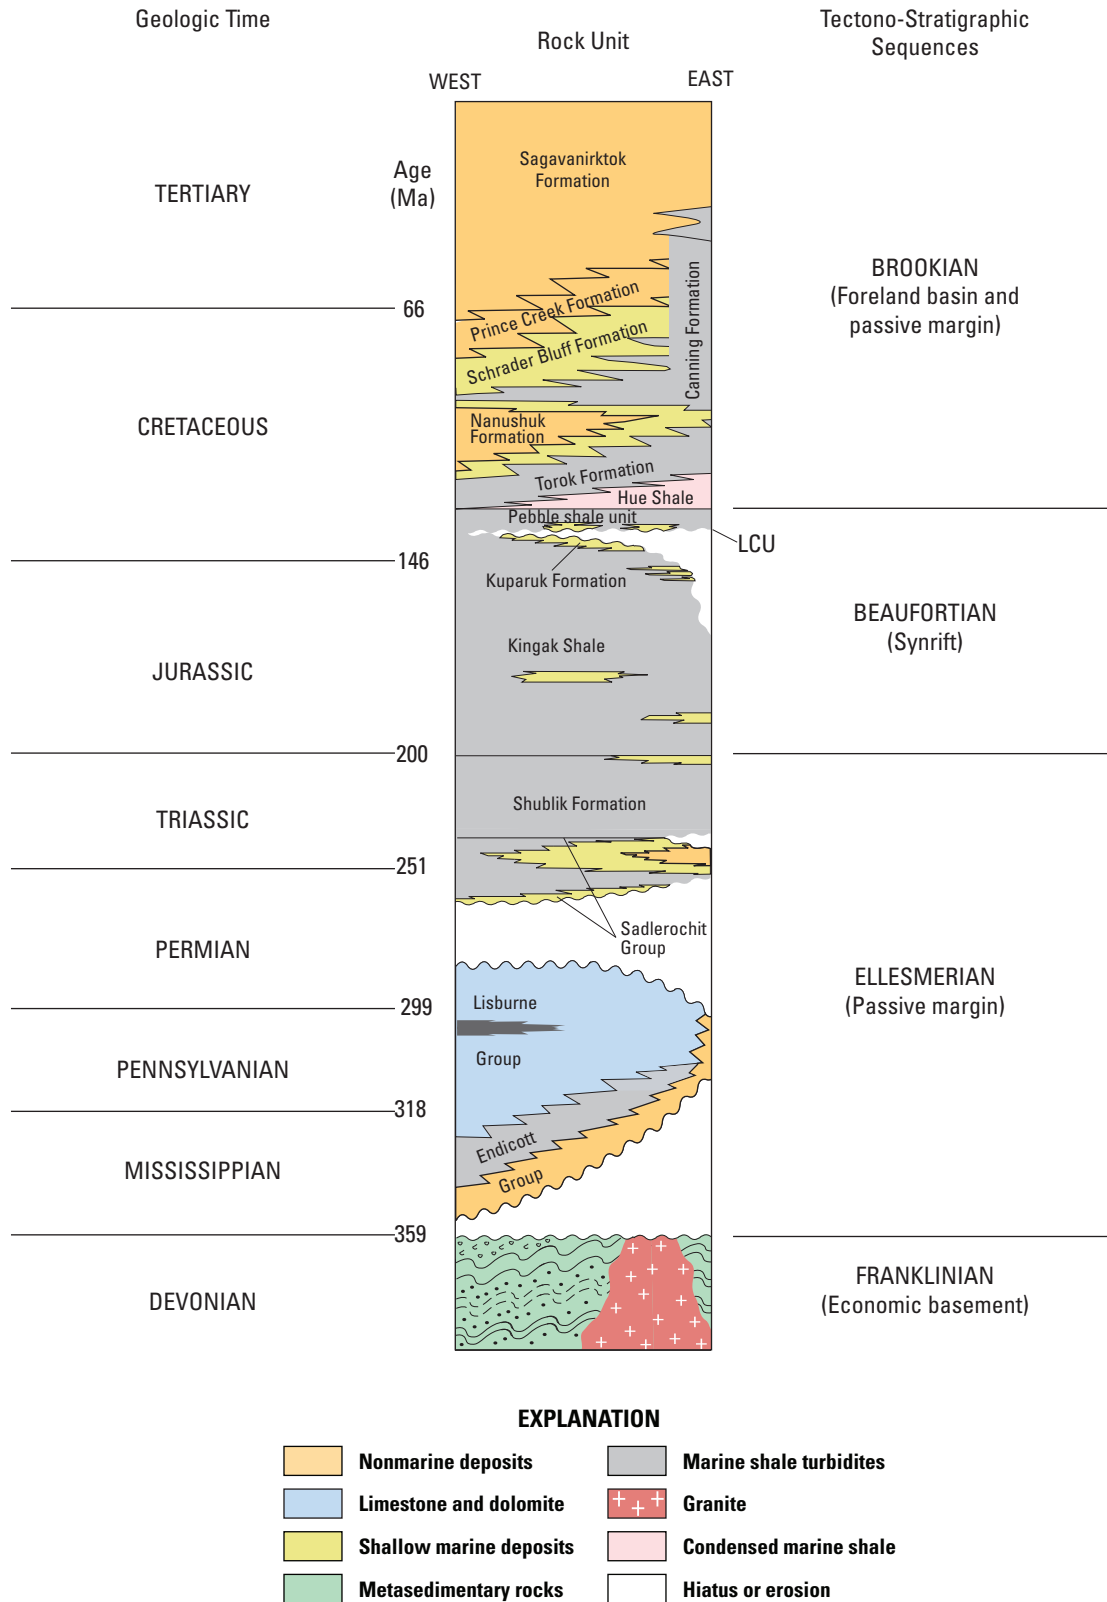 Geologic Time
Rock Unit
Tectono-Stratigraphic
Sequences
WEST
EAST
Age
(Ma)
TERTIARY
66
CRETACEOUS
146
JURASSIC
200
TRIASSIC
251
PERMIAN
299
PENNSYLVANIAN
318
MISSISSIPPIAN
359
DEVONIAN
Sagavanirktok
Formation
Prince Creek Formation
Schrader Bluff Formation
Canning Formation
Nanushuk
Formation
Torok Formation
Hue Shale
Pebble shale unit
LCU
Kuparuk Formation
Kingak Shale
Shublik Formation
Sadlerochit
Group
Lisburne
Group
Endicott
Group
BROOKIAN
(Foreland basin and
passive margin)
BEAUFORTIAN
(Synrift)
ELLESMERIAN
(Passive margin)
FRANKLINIAN
(Economic basement)
EXPLANATION
Nonmarine deposits
Limestone and dolomite
Shallow marine deposits
Metasedimentary rocks
Marine shale turbidites
Granite
Condensed marine shale
Hiatus or erosion